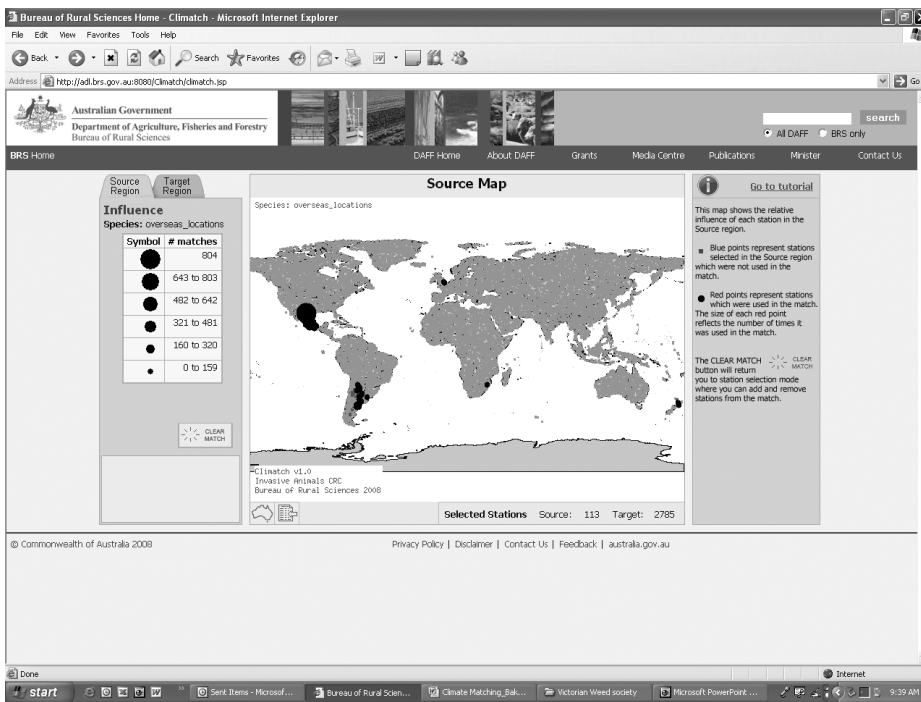 Bureau of Rural Sciences Home - Climatch - Microsoft Internet Explorer
File Edit View Favorites Tools Help
Back Search Favorites
Address http://adl.brs.gov.au:8080/Climatch/climatch.jsp Go
Australian Government
Department of Agriculture, Fisheries and Forestry
Bureau of Rural Sciences
search
All DAFF BRS only
BRS Home DAFF Home About DAFF Grants Media Centre Publications Minister Contact Us
Source Region
Target Region
Influence
Species: overseas_locations
Symbol # matches
804
643 to 803
482 to 642
321 to 481
160 to 320
0 to 159
CLEAR MATCH
Source Map
Species: overseas_locations
Climatch v1.0
Invasive Animals CRC
Bureau of Rural Sciences 2008
Selected Stations Source: 113 Target: 2785
Go to tutorial
This map shows the relative
influence of each station in the
Source region.
Blue points represent stations
selected in the Source region
which were not used in the
match.
Red points represent stations
which were used in the match.
The size of each red point
reflects the number of times it
was used in the match.
The CLEAR MATCH CLEAR MATCH
button will return
you to station selection mode
where you can add and remove
stations from the match.
© Commonwealth of Australia 2008
Privacy Policy | Disclaimer | Contact Us | Feedback | australia.gov.au
Done Internet
start Sent Items - Microsof... Bureau of Rural Scien... Climate Matching_Bak... Victorian Weed society Microsoft PowerPoint ... 9:39 AM